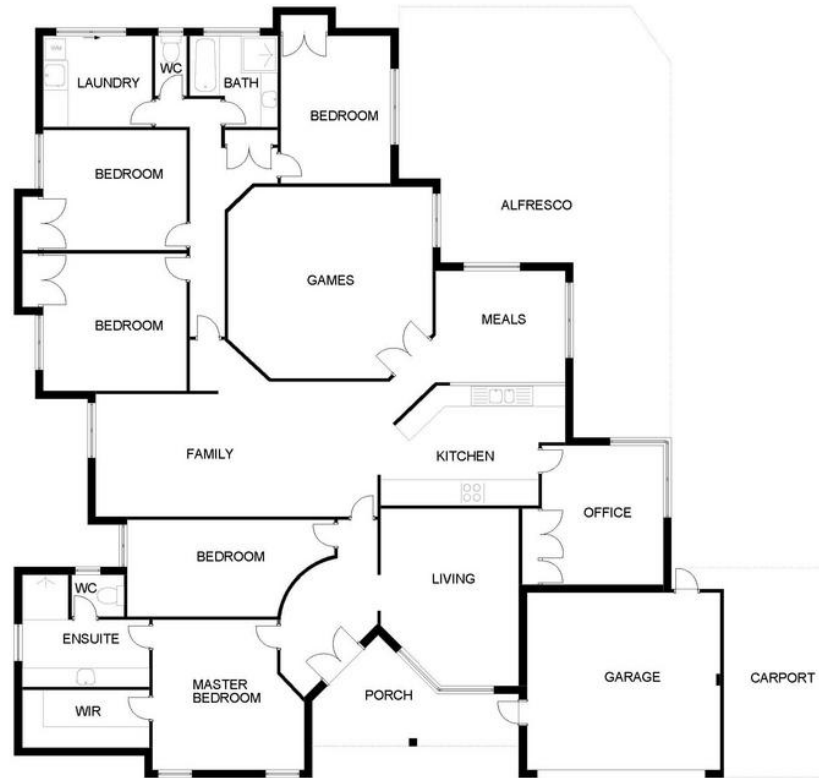 WM
LAUNDRY
WC
BATH
BEDROOM
BEDROOM
ALFRESCO
GAMES
BEDROOM
MEALS
FAMILY
KITCHEN
OFFICE
BEDROOM
LIVING
WC
ENSUITE
MASTER
BEDROOM
PORCH
GARAGE
CARPORT
WIR